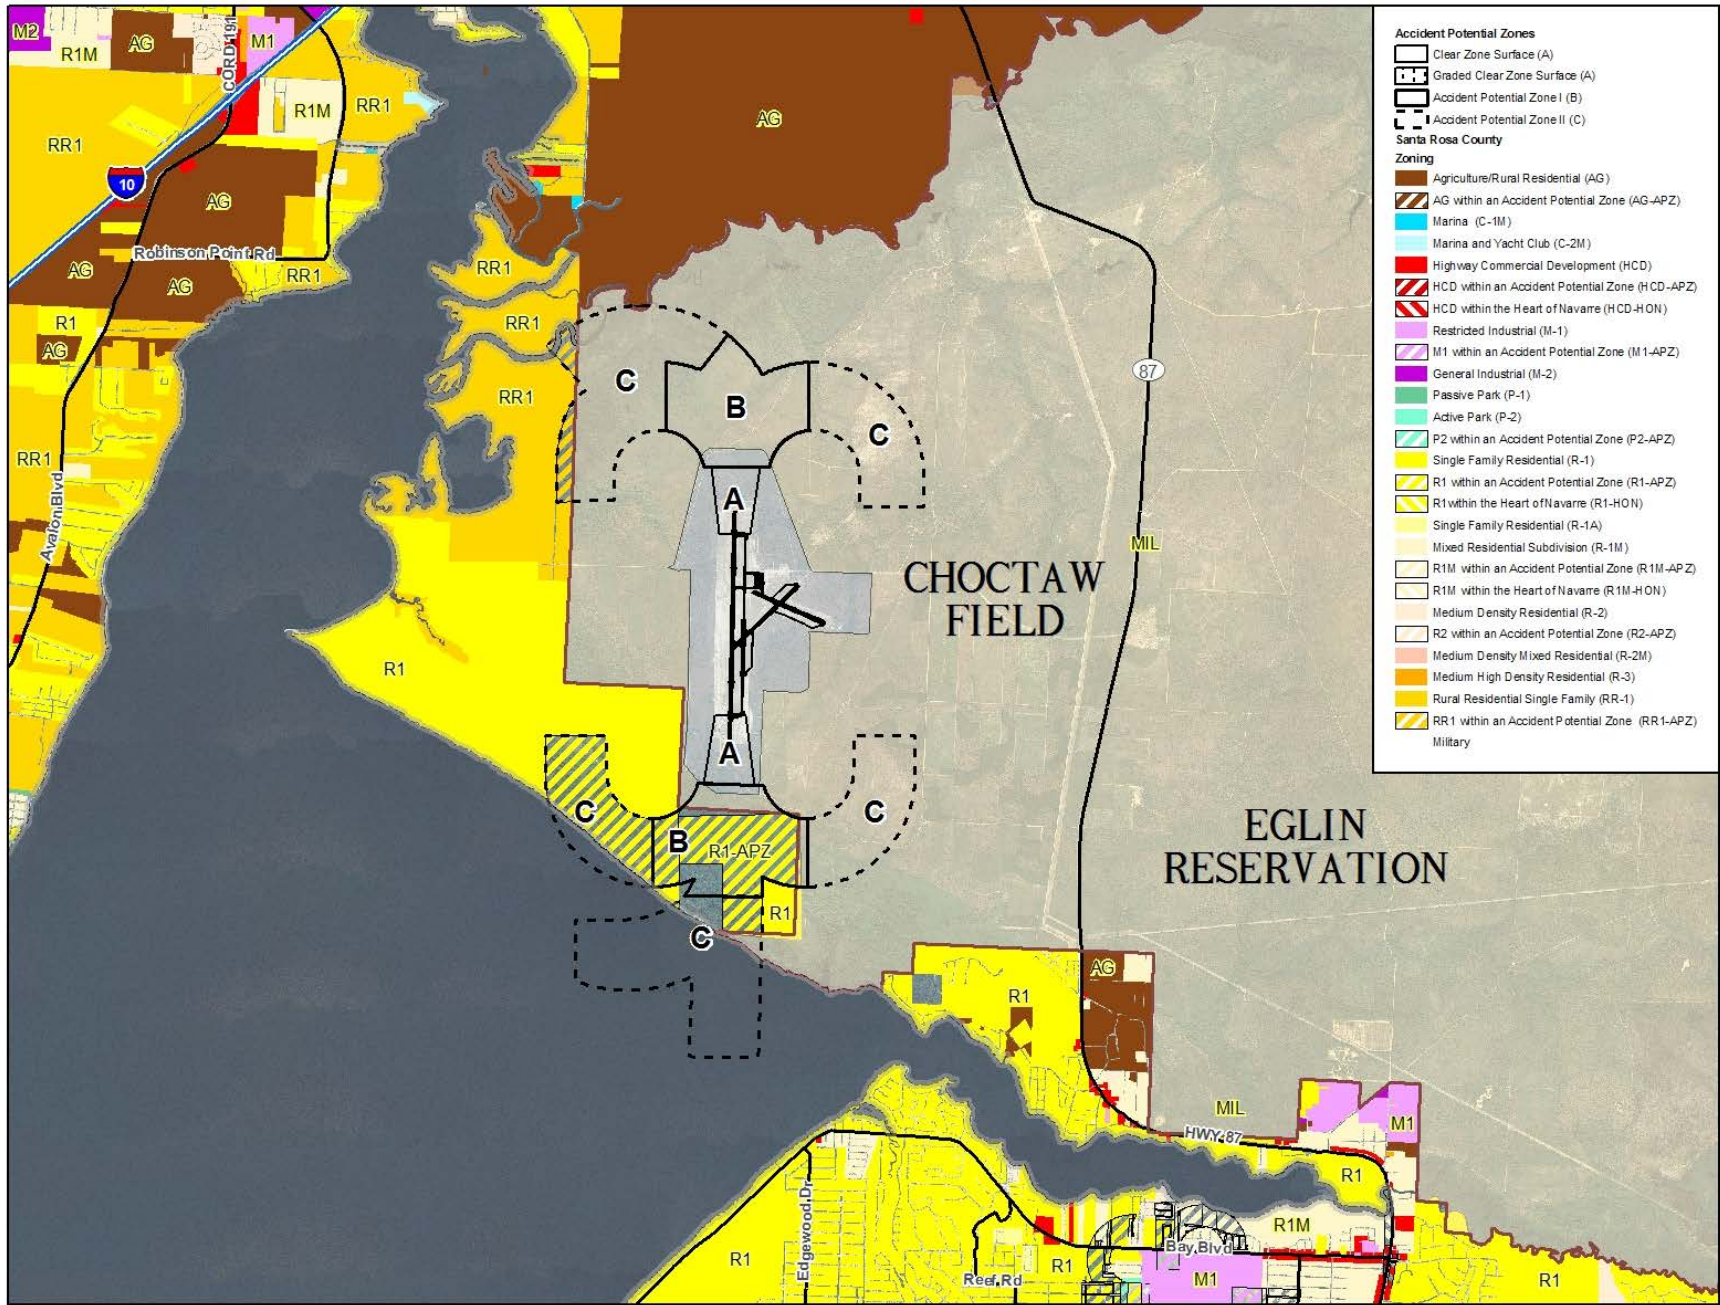 M2
R1M
AG
CORD 191
M1
R1M
RR1
RR1
10
AG
AG
Robinson Point Rd
RR1
AG
AG
R1
AG
RR1
Avalon Blvd
RR1
RR1
RR1
AG
87
C
B
C
A
MIL
CHOCTAW
FIELD
R1
A
C
B
R1-APZ
C
R1
C
EGLIN
RESERVATION
AG
R1
MIL
HWY 87
M1
R1
R1M
Bay Blvd
Edgewood Dr
R1
Reef Rd
R1
M1
R1
Accident Potential Zones
Clear Zone Surface (A)
Graded Clear Zone Surface (A)
Accident Potential Zone I (B)
Accident Potential Zone II (C)
Santa Rosa County
Zoning
Agriculture/Rural Residential (AG)
AG within an Accident Potential Zone (AG-APZ)
Marina (C-1M)
Marina and Yacht Club (C-2M)
Highway Commercial Development (HCD)
HCD within an Accident Potential Zone (HCD-APZ)
HCD within the Heart of Navarre (HCD-HON)
Restricted Industrial (M-1)
M1 within an Accident Potential Zone (M1-APZ)
General Industrial (M-2)
Passive Park (P-1)
Active Park (P-2)
P2 within an Accident Potential Zone (P2-APZ)
Single Family Residential (R-1)
R1 within an Accident Potential Zone (R1-APZ)
R1 within the Heart of Navarre (R1-HON)
Single Family Residential (R-1A)
Mixed Residential Subdivision (R-1M)
R1M within an Accident Potential Zone (R1M-APZ)
R1M within the Heart of Navarre (R1M-HON)
Medium Density Residential (R-2)
R2 within an Accident Potential Zone (R2-APZ)
Medium Density Mixed Residential (R-2M)
Medium High Density Residential (R-3)
Rural Residential Single Family (RR-1)
RR1 within an Accident Potential Zone (RR1-APZ)
Military